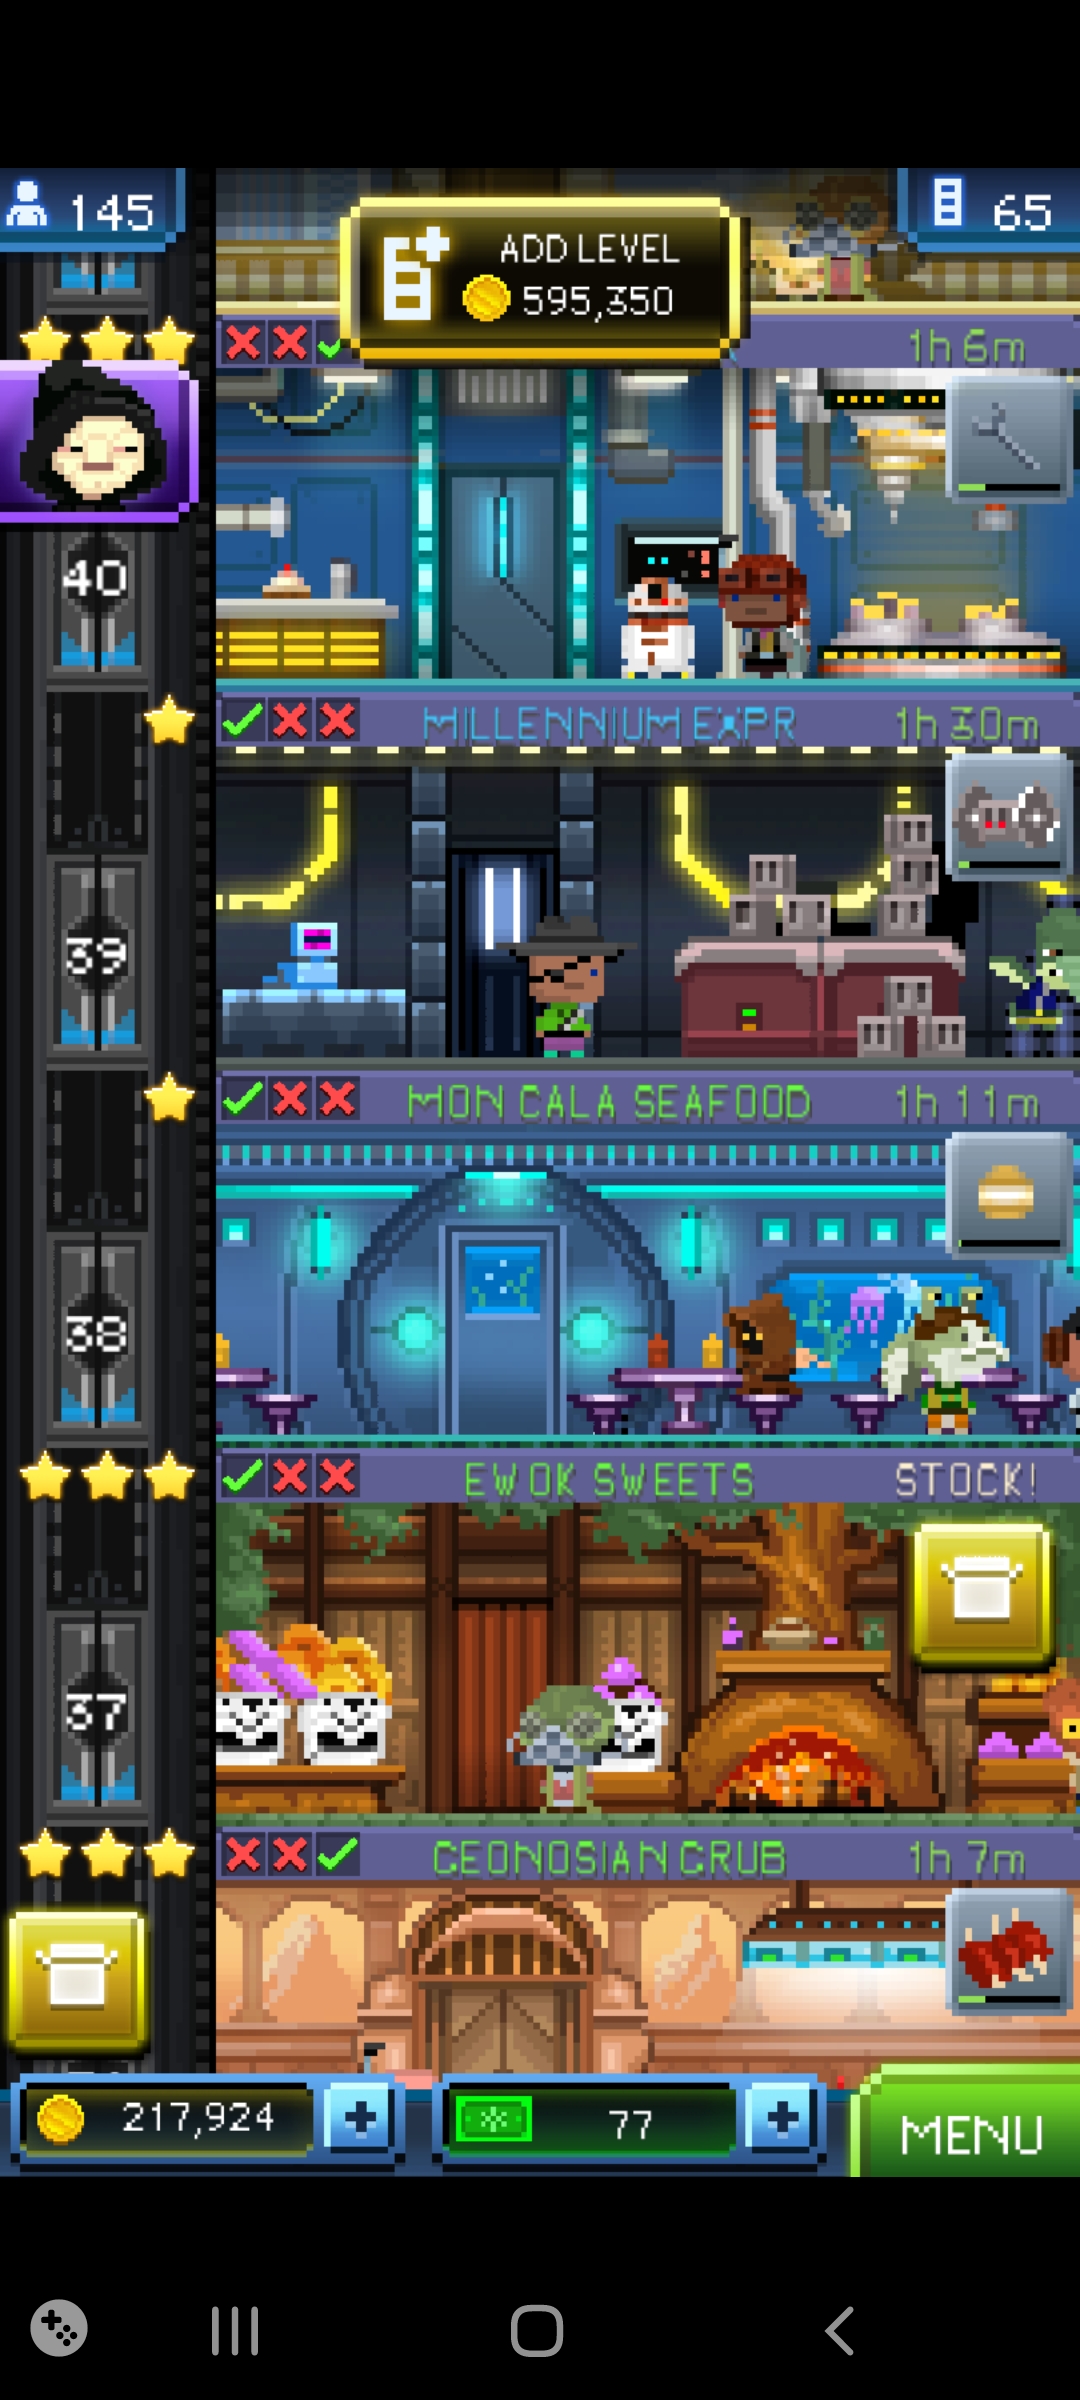 145
ADD LEVEL
595,350
65
1h 6m
40
MILLENNIUM EXPR
1h 30m
39
MON CALA SEAFOOD
1h 11m
38
EWOK SWEETS
STOCK!
37
GEONOSIAN GRUB
1h 7m
217,924
77
MENU